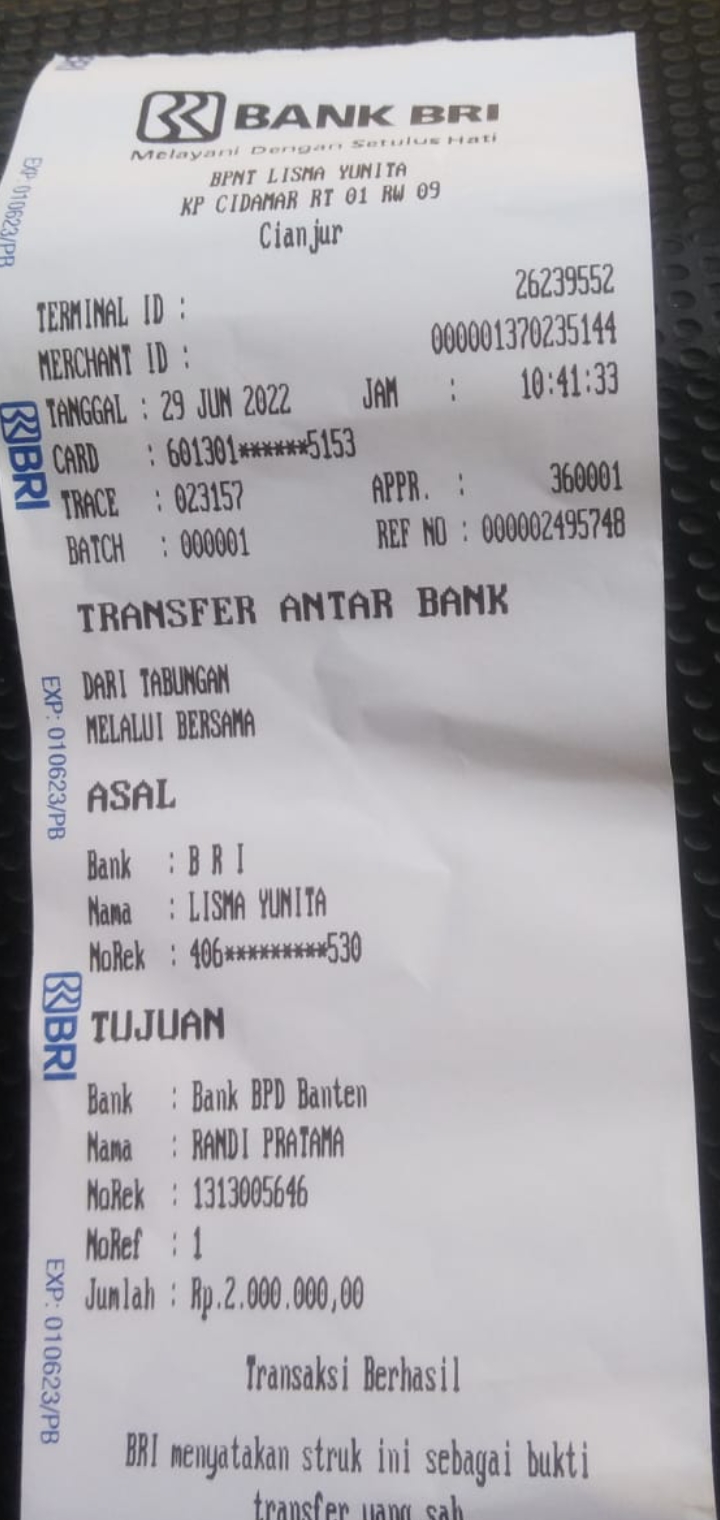 BANK BRI
Melayani Dengan Setulus Hati
BPNT LISMA YUNITA
KP CIDAMAR RT 01 RW 09
Cianjur
TERMINAL ID : 26239552
MERCHANT ID : 000001370235144
TANGGAL : 29 JUN 2022 JAM : 10:41:33
CARD : 601301******5153
TRACE : 023157 APPR. : 360001
BATCH : 000001 REF NO : 000002495748
TRANSFER ANTAR BANK
DARI TABUNGAN
MELALUI BERSAMA
ASAL
Bank : B R I
Nama : LISMA YUNITA
NoRek : 406*********530
TUJUAN
Bank : Bank BPD Banten
Nama : RANDI PRATAMA
NoRek : 1313005646
NoRef : 1
Jumlah : Rp.2.000.000,00
Transaksi Berhasil
BRI menyatakan struk ini sebagai bukti
transfer yang sah
EXP: 010623/PB
BRI
EXP: 010623/PB
BRI
EXP: 010623/PB